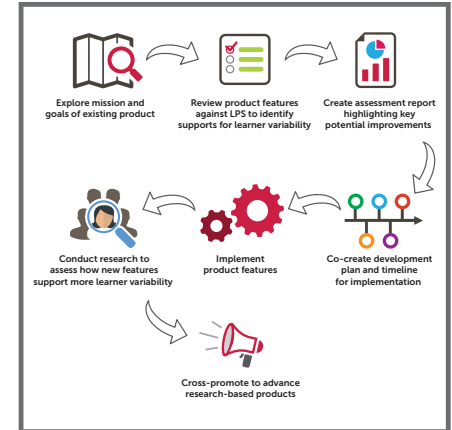 Explore mission and
goals of existing product
Review product features
against LPS to identify
supports for learner variability
Create assessment report
highlighting key
potential improvements
Co-create development
plan and timeline
for implementation
Implement
product features
Conduct research to
assess how new features
support more learner variability
Cross-promote to advance
research-based products